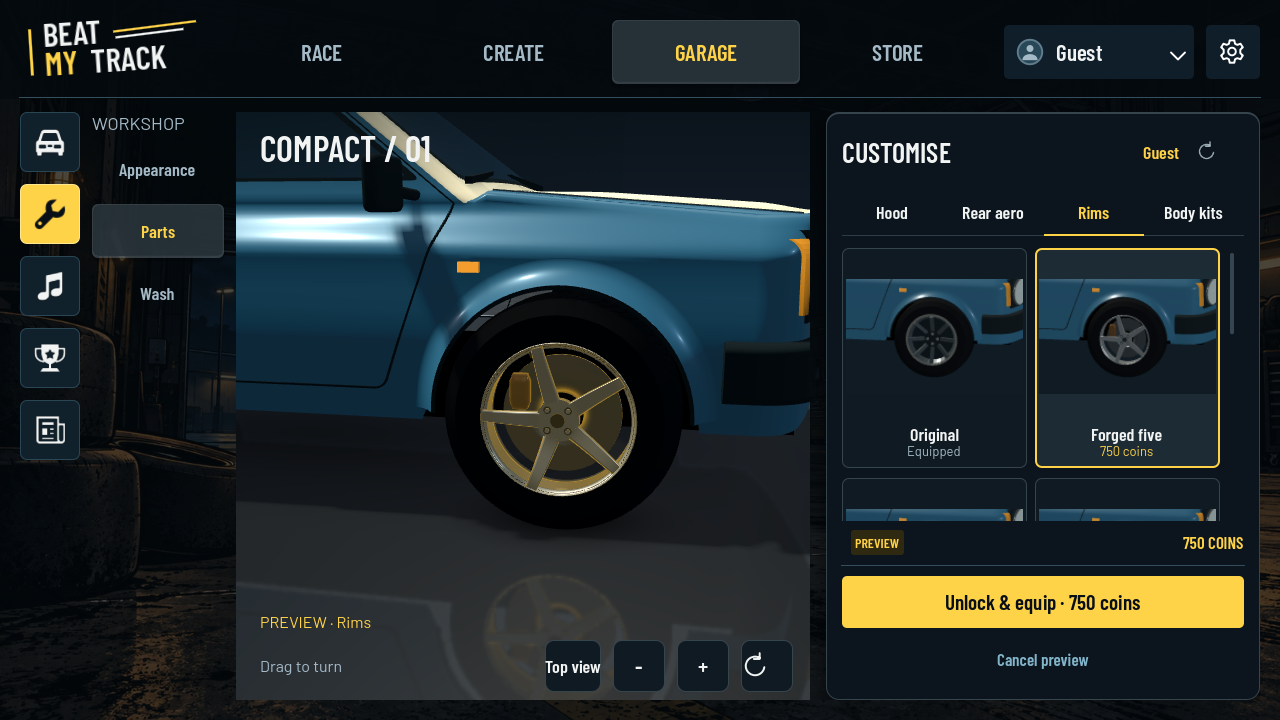 BEAT
MY TRACK
RACE
CREATE
GARAGE
STORE
Guest
WORKSHOP
Appearance
Parts
Wash
COMPACT / 01
PREVIEW · Rims
Drag to turn
Top view
-
+
CUSTOMISE
Guest
Hood
Rear aero
Rims
Body kits
Original
Equipped
Forged five
750 coins
PREVIEW
750 COINS
Unlock & equip · 750 coins
Cancel preview